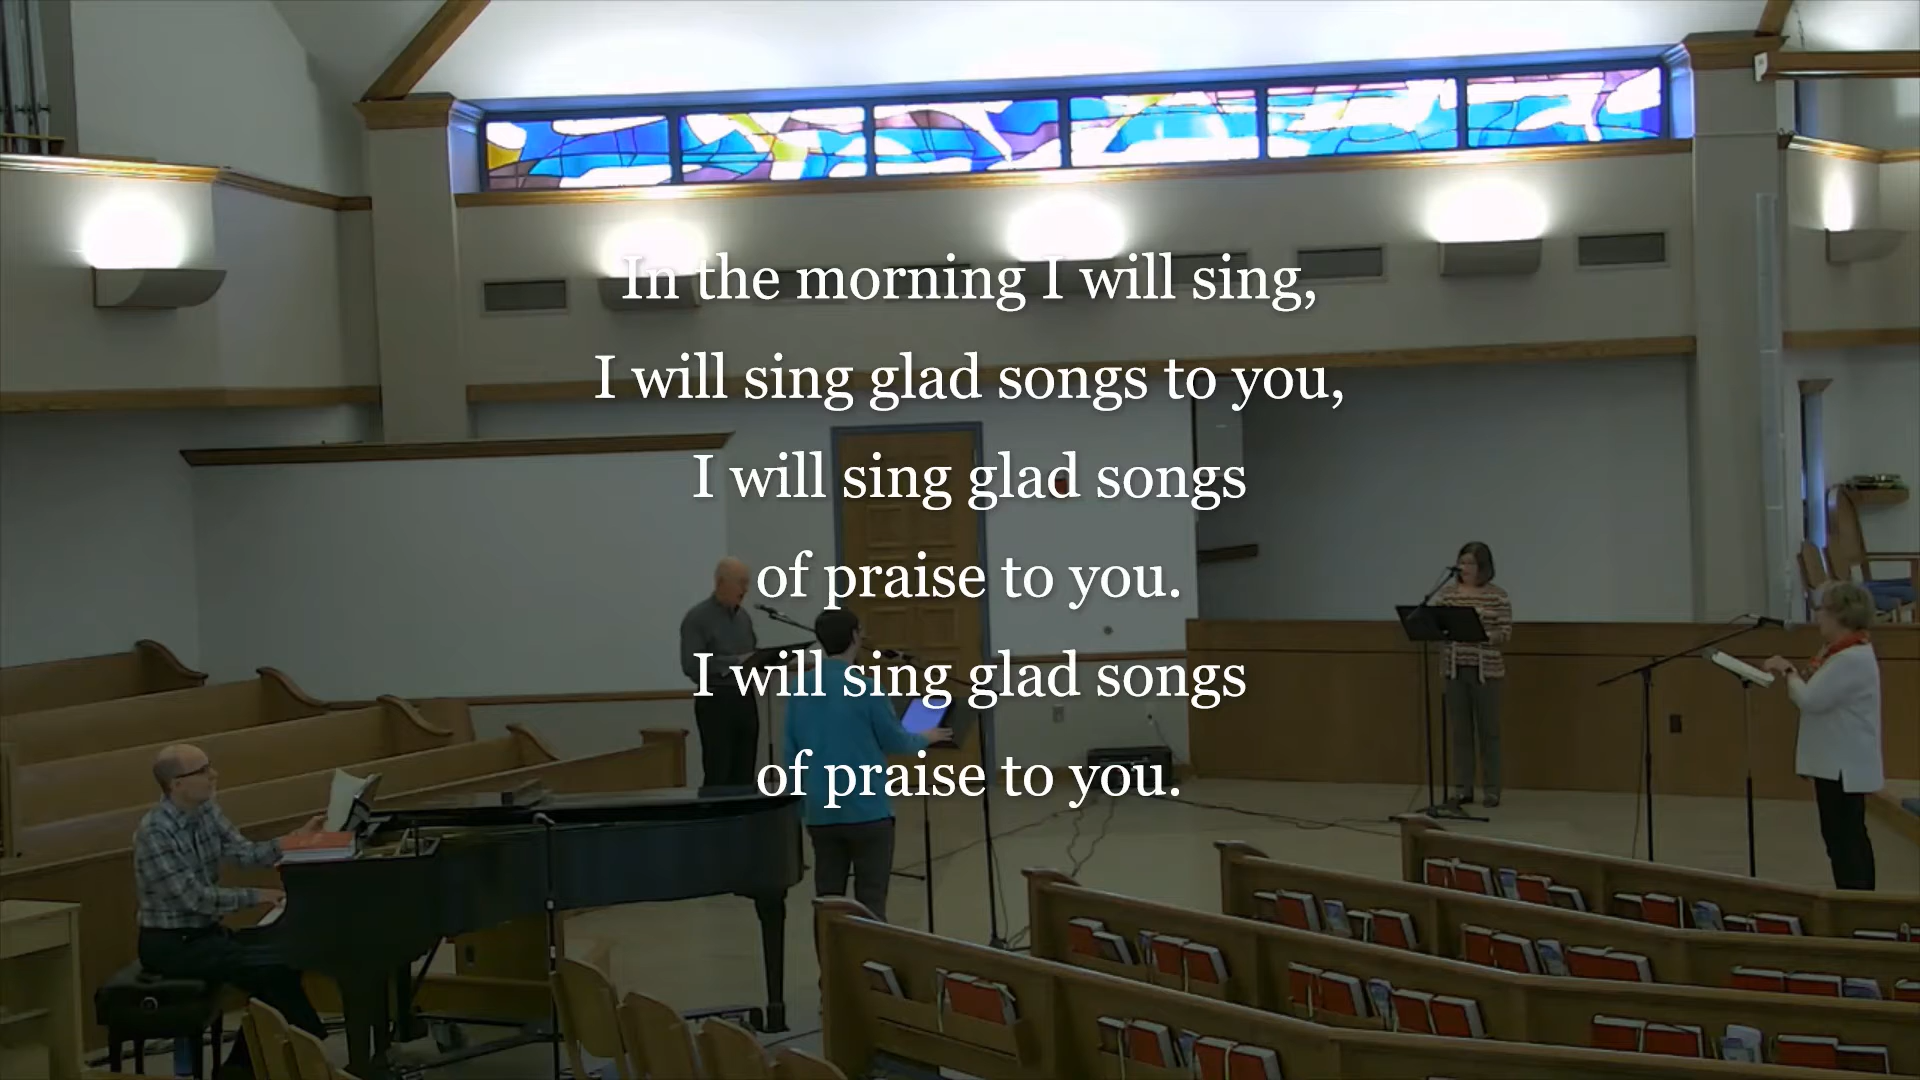 In the morning I will sing,
I will sing glad songs to you,
I will sing glad songs
of praise to you.
I will sing glad songs
of praise to you.